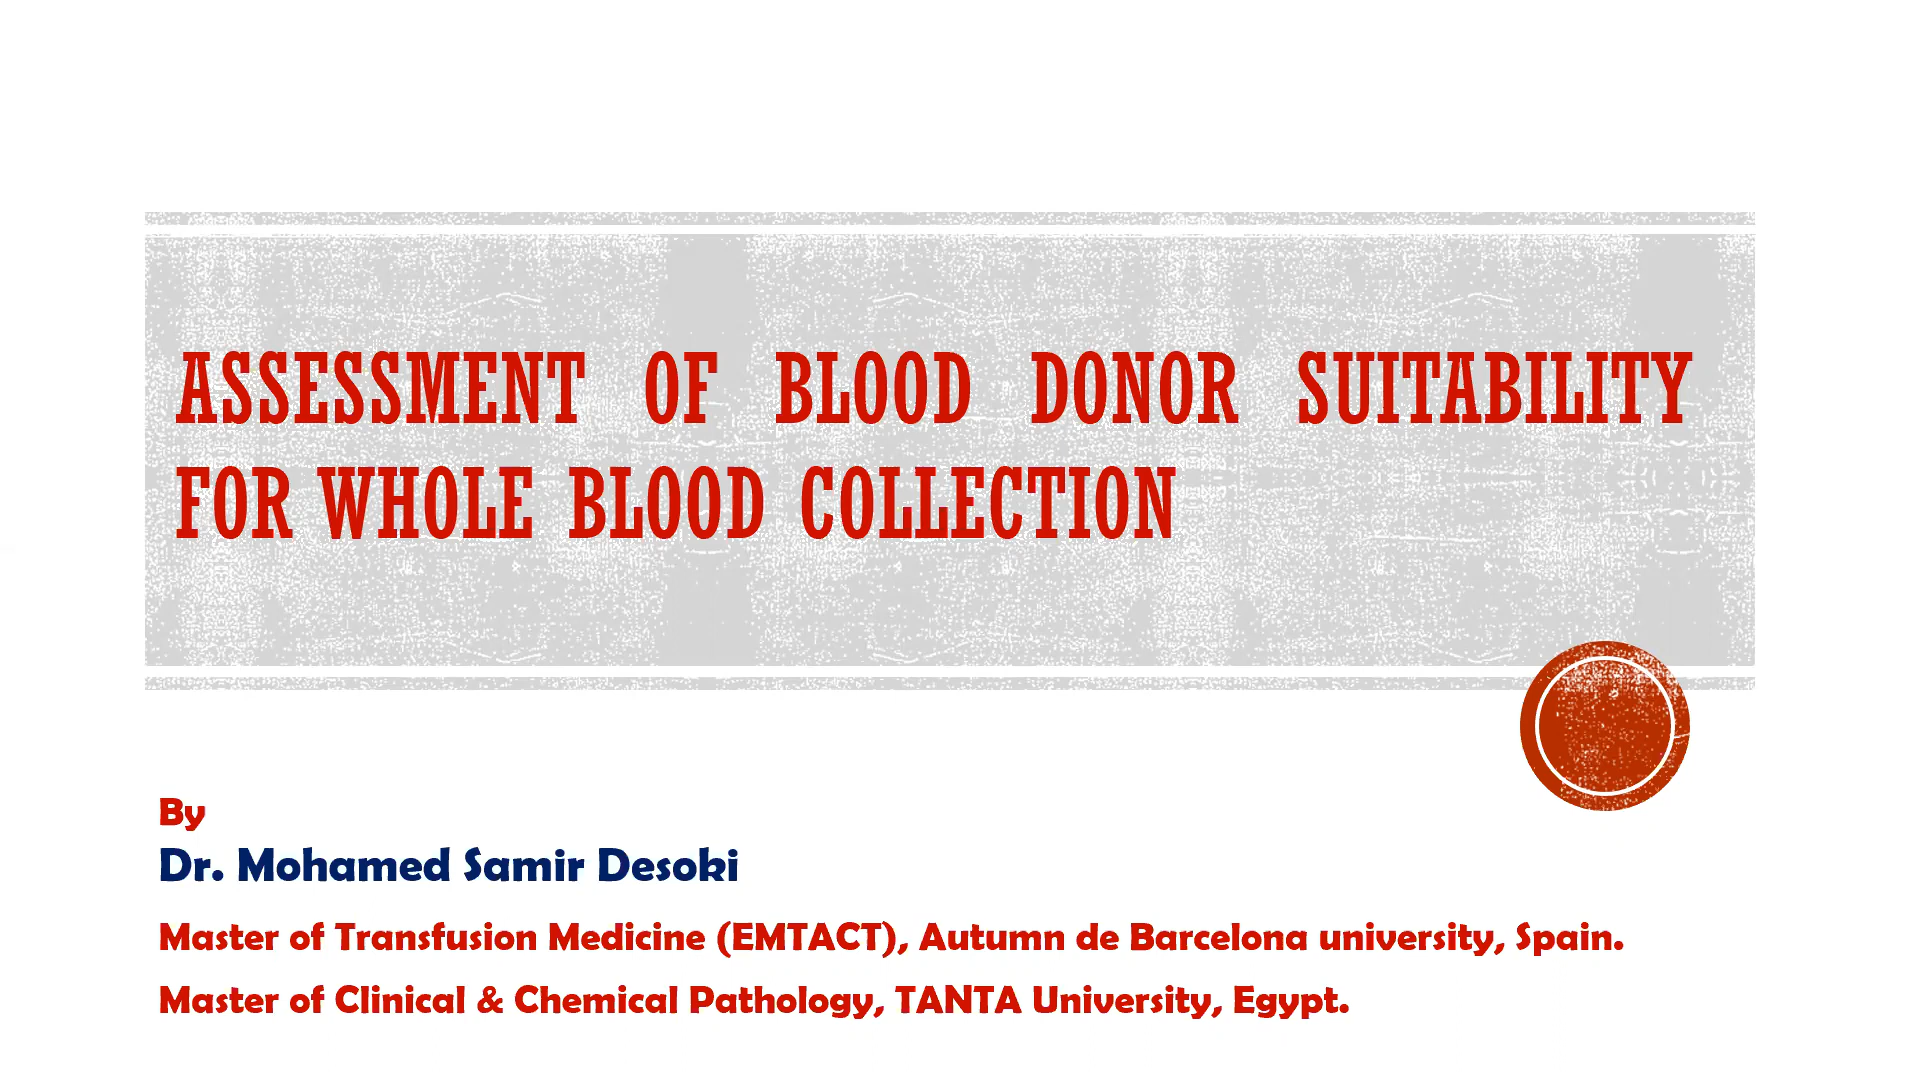 ASSESSMENT OF BLOOD DONOR SUITABILITY
FOR WHOLE BLOOD COLLECTION
By
Dr. Mohamed Samir Desoki
Master of Transfusion Medicine (EMTACT), Autumn de Barcelona university, Spain.
Master of Clinical & Chemical Pathology, TANTA University, Egypt.